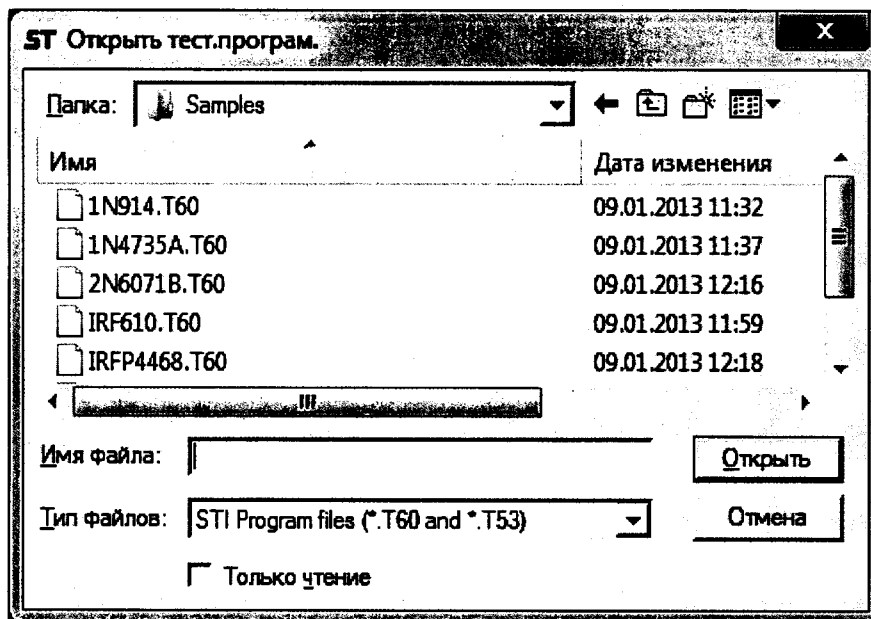 ST Открыть тест.програм.
X
Папка: Samples
Имя Дата изменения
1N914.T60 09.01.2013 11:32
1N4735A.T60 09.01.2013 11:37
2N6071B.T60 09.01.2013 12:16
IRF610.T60 09.01.2013 11:59
IRFP4468.T60 09.01.2013 12:18
Имя файла: Открыть
Тип файлов: STI Program files (*.T60 and *.T53) Отмена
Только чтение